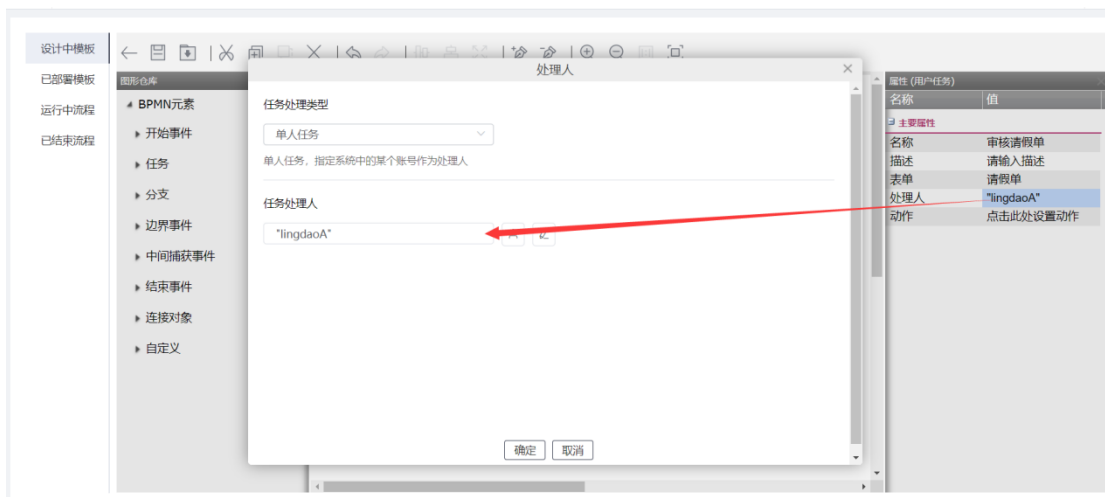 设计中模板
已部署模板
运行中流程
已结束流程
图形仓库
BPMN元素
开始事件
任务
分支
边界事件
中间捕获事件
结束事件
连接对象
自定义
处理人
任务处理类型
单人任务
单人任务，指定系统中的某个账号作为处理人
任务处理人
"lingdaoA"
确定 取消
属性 (用户任务)
名称 值
主要属性
名称 审核请假单
描述 请输入描述
表单 请假单
处理人 "lingdaoA"
动作 点击此处设置动作